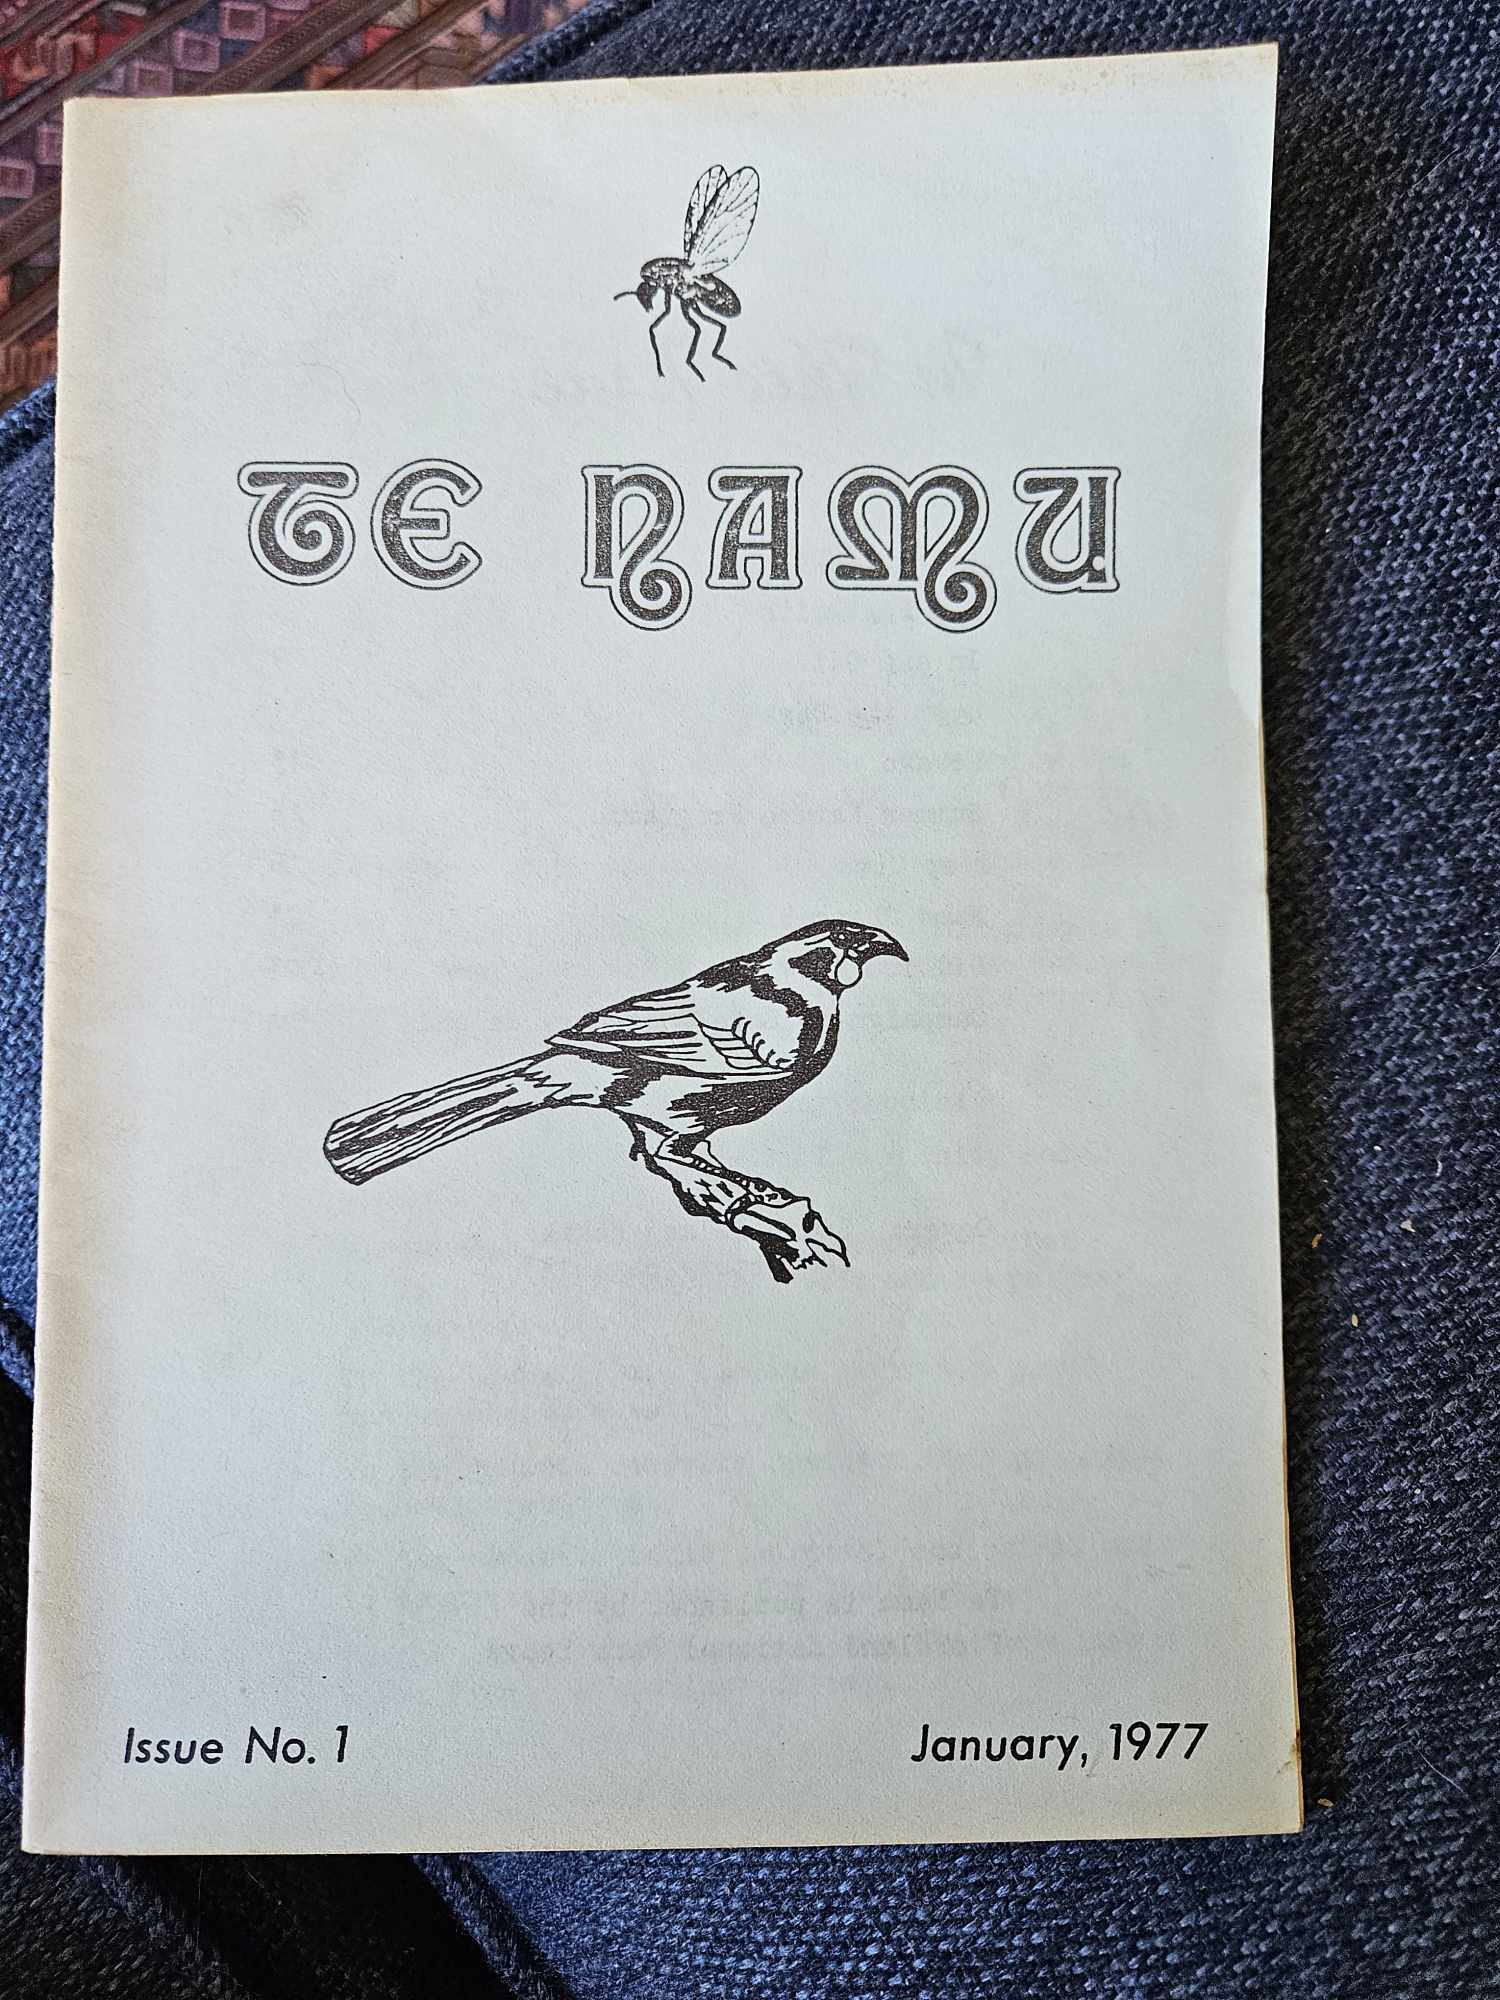 TE NAMU
Issue No. 1
January, 1977